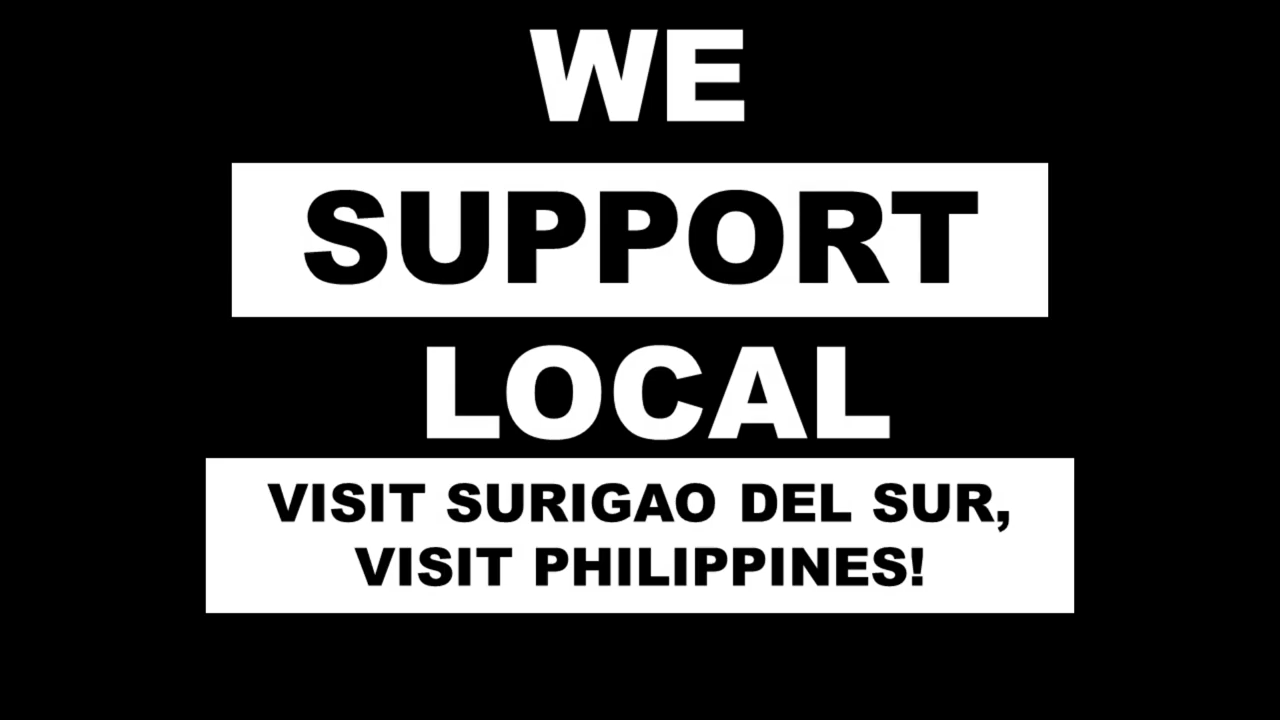 WE
SUPPORT
LOCAL
VISIT SURIGAO DEL SUR,
VISIT PHILIPPINES!